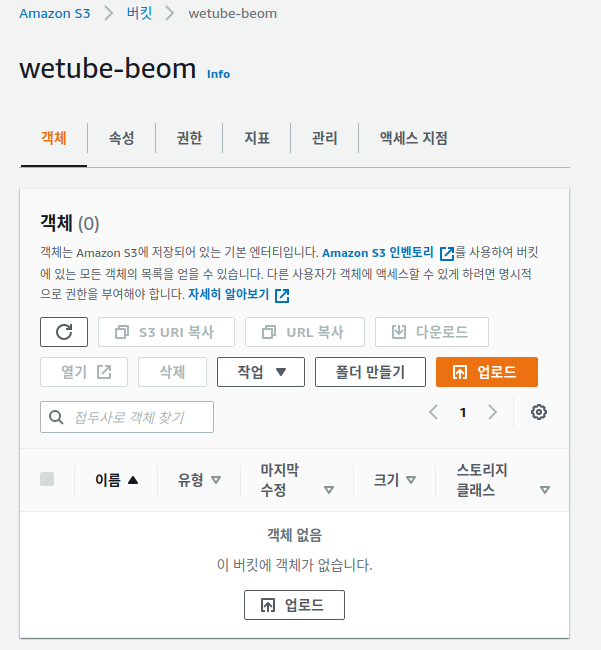 Amazon S3 > 버킷 > wetube-beom
wetube-beom Info
객체 속성 권한 지표 관리 액세스 지점
객체 (0)
객체는 Amazon S3에 저장되어 있는 기본 엔터티입니다. Amazon S3 인벤토리 를 사용하여 버킷
에 있는 모든 객체의 목록을 얻을 수 있습니다. 다른 사용자가 객체에 액세스할 수 있게 하려면 명시적
으로 권한을 부여해야 합니다. 자세히 알아보기
S3 URI 복사 URL 복사 다운로드
열기 삭제 작업 폴더 만들기 업로드
접두사로 객체 찾기 1
이름 유형 마지막 수정 크기 스토리지 클래스
객체 없음
이 버킷에 객체가 없습니다.
업로드